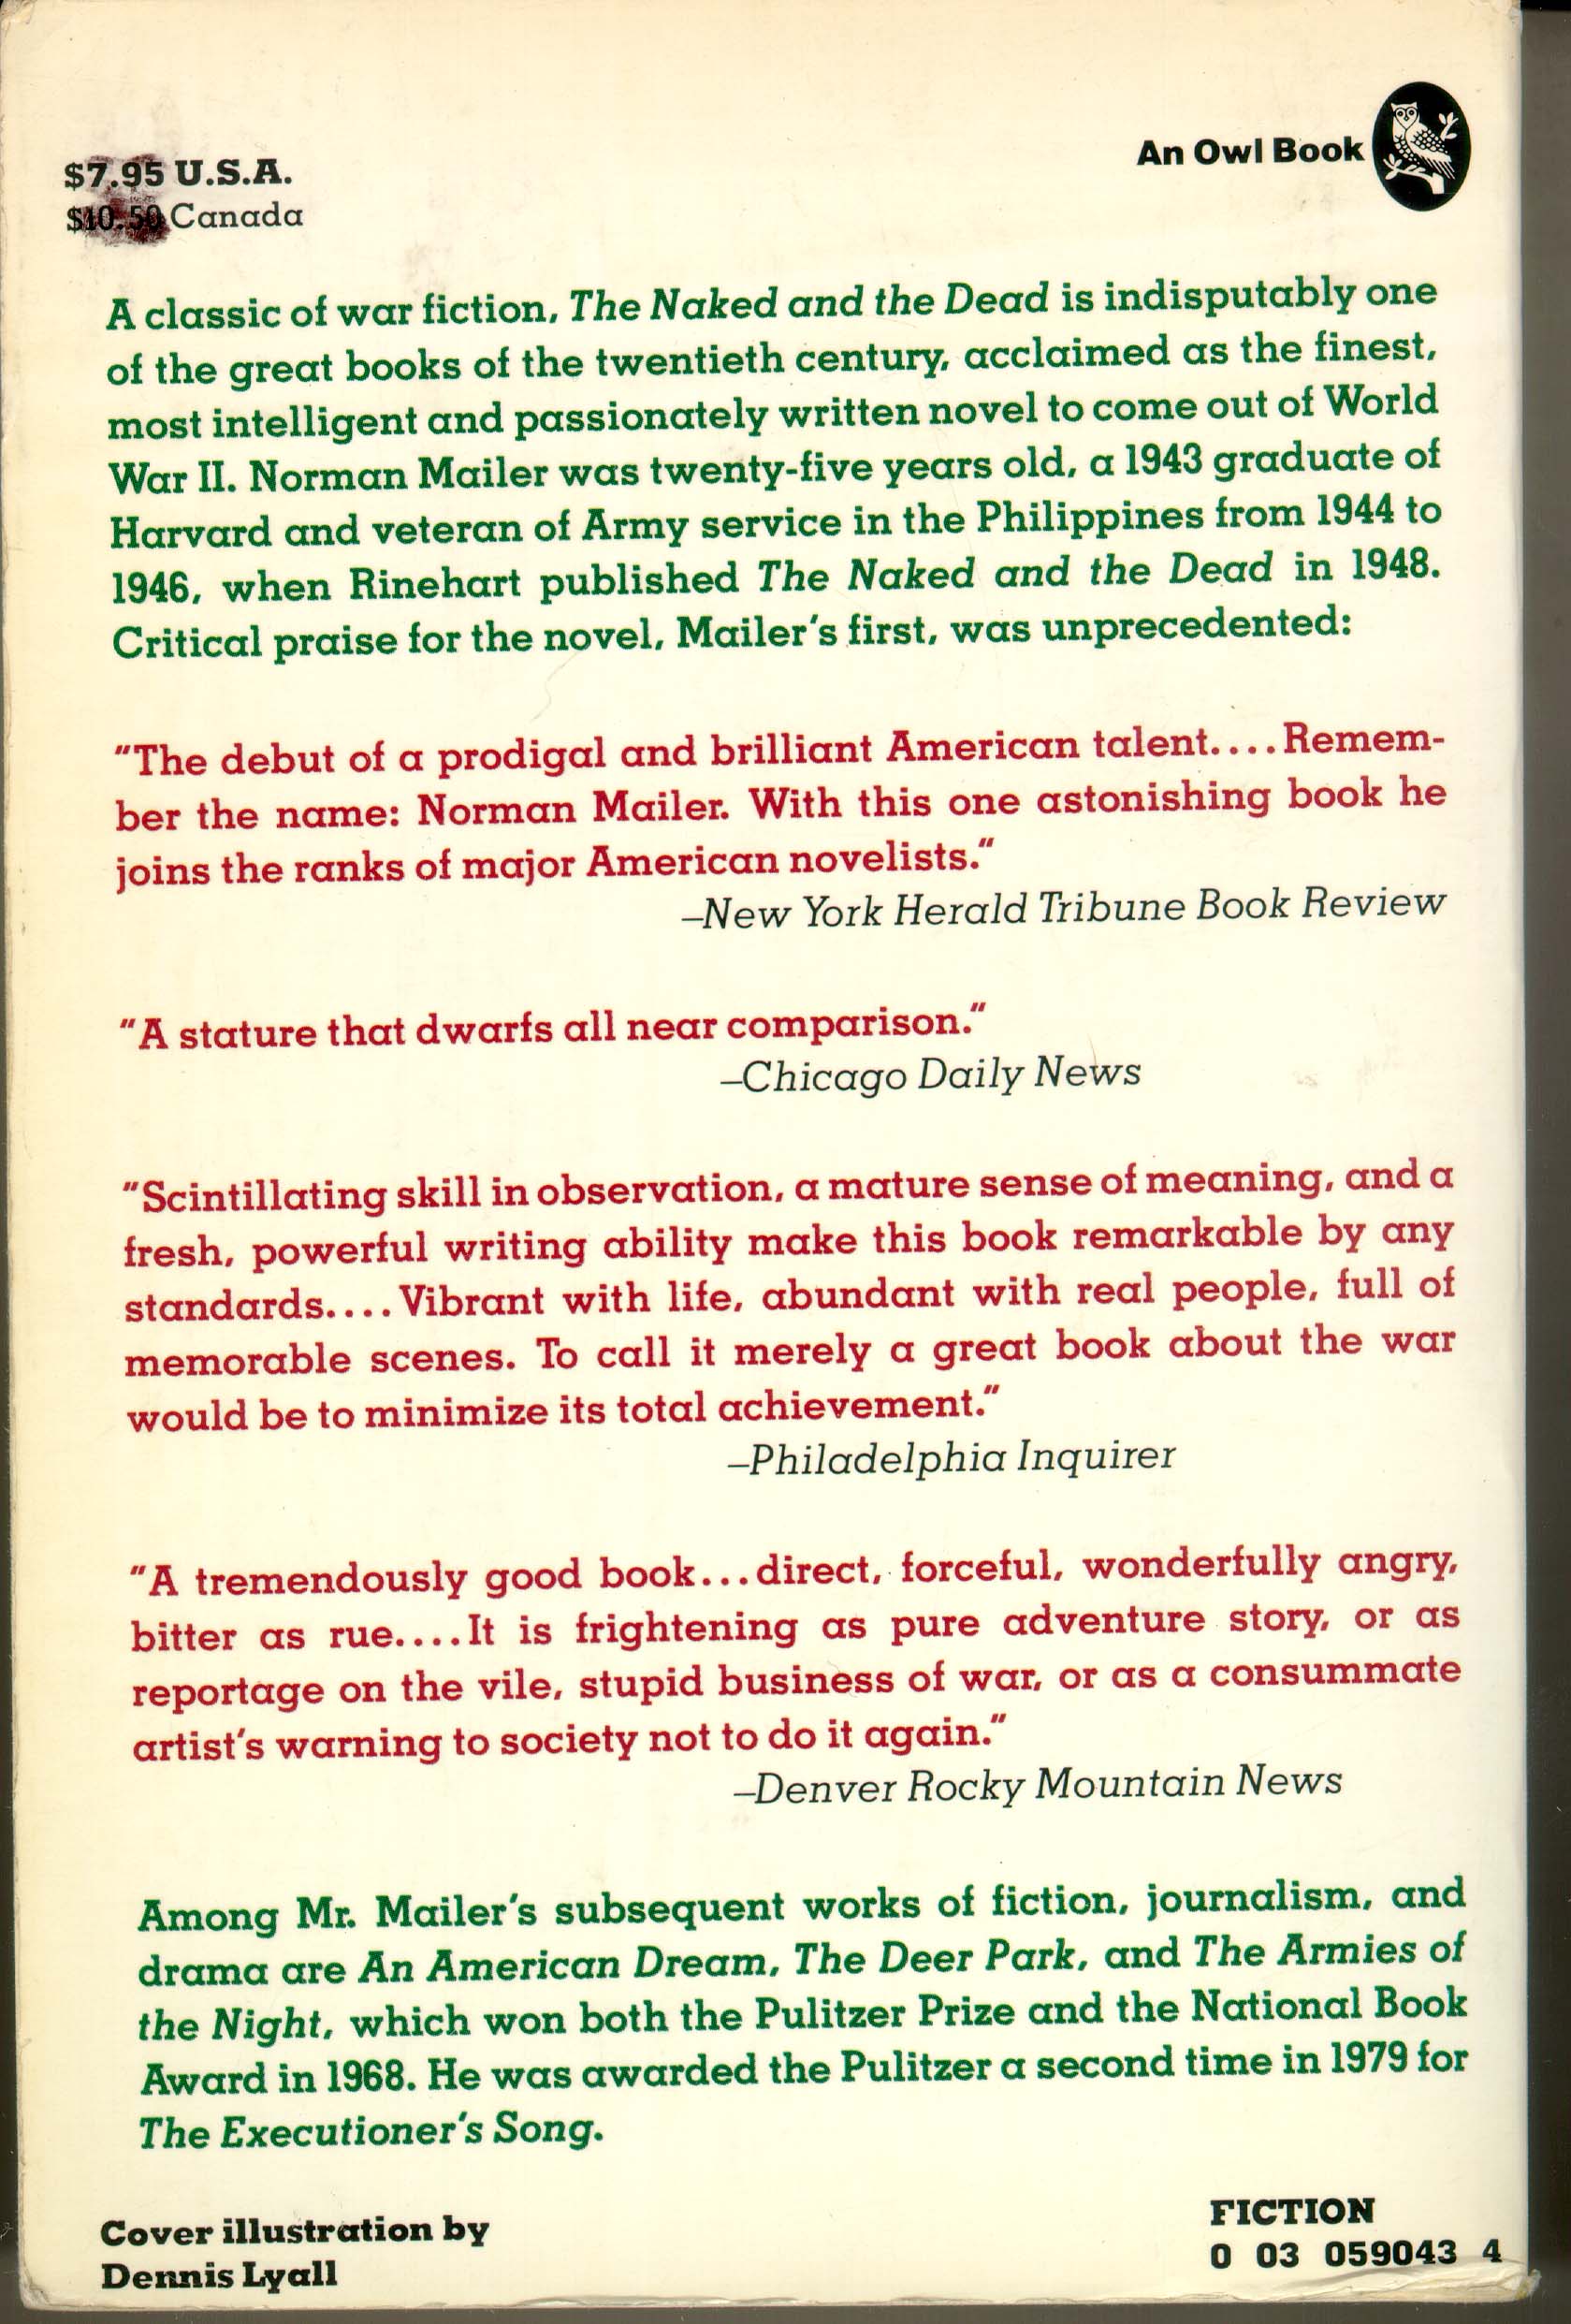 An Owl Book
$7.95 U.S.A.
$10.50 Canada
A classic of war fiction, The Naked and the Dead is indisputably one
of the great books of the twentieth century, acclaimed as the finest,
most intelligent and passionately written novel to come out of World
War II. Norman Mailer was twenty-five years old, a 1943 graduate of
Harvard and veteran of Army service in the Philippines from 1944 to
1946, when Rinehart published The Naked and the Dead in 1948.
Critical praise for the novel, Mailer's first, was unprecedented:
"The debut of a prodigal and brilliant American talent....Remem-
ber the name: Norman Mailer. With this one astonishing book he
joins the ranks of major American novelists."
–New York Herald Tribune Book Review
"A stature that dwarfs all near comparison."
–Chicago Daily News
"Scintillating skill in observation, a mature sense of meaning, and a
fresh, powerful writing ability make this book remarkable by any
standards.... Vibrant with life, abundant with real people, full of
memorable scenes. To call it merely a great book about the war
would be to minimize its total achievement."
–Philadelphia Inquirer
"A tremendously good book...direct, forceful, wonderfully angry,
bitter as rue....It is frightening as pure adventure story, or as
reportage on the vile, stupid business of war, or as a consummate
artist's warning to society not to do it again."
–Denver Rocky Mountain News
Among Mr. Mailer's subsequent works of fiction, journalism, and
drama are An American Dream, The Deer Park, and The Armies of
the Night, which won both the Pulitzer Prize and the National Book
Award in 1968. He was awarded the Pulitzer a second time in 1979 for
The Executioner's Song.
Cover illustration by
Dennis Lyall
FICTION
0 03 059043 4